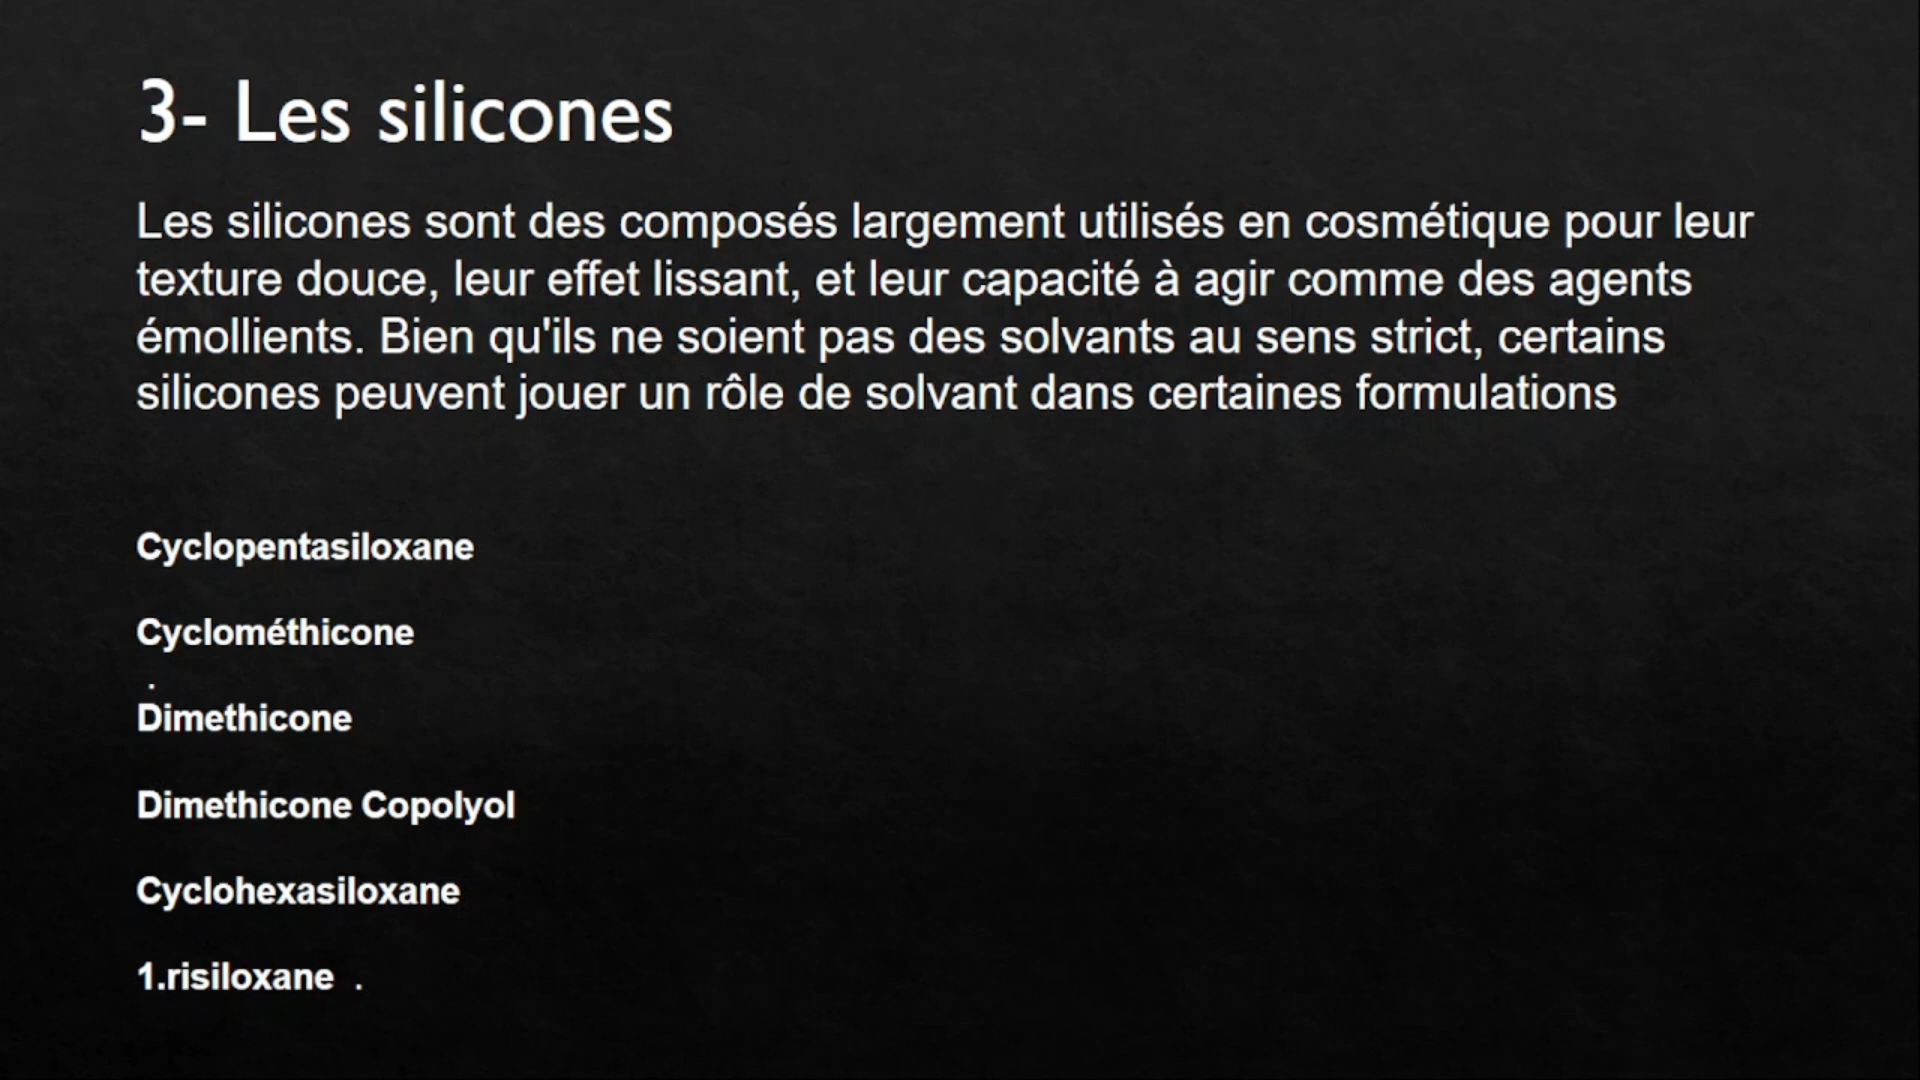 3- Les silicones
Les silicones sont des composés largement utilisés en cosmétique pour leur
texture douce, leur effet lissant, et leur capacité à agir comme des agents
émollients. Bien qu'ils ne soient pas des solvants au sens strict, certains
silicones peuvent jouer un rôle de solvant dans certaines formulations
Cyclopentasiloxane
Cyclométhicone
.
Dimethicone
Dimethicone Copolyol
Cyclohexasiloxane
1.risiloxane .